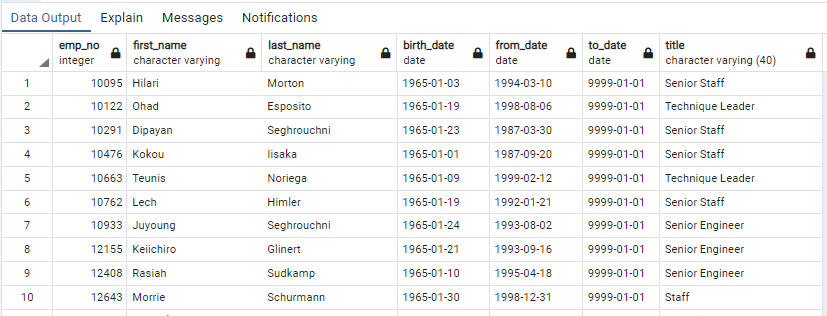 Data Output Explain Messages Notifications
emp_no first_name last_name birth_date from_date to_date title
integer character varying character varying date date date character varying (40)
1 10095 Hilari Morton 1965-01-03 1994-03-10 9999-01-01 Senior Staff
2 10122 Ohad Esposito 1965-01-19 1998-08-06 9999-01-01 Technique Leader
3 10291 Dipayan Seghrouchni 1965-01-23 1987-03-30 9999-01-01 Senior Staff
4 10476 Kokou Iisaka 1965-01-01 1987-09-20 9999-01-01 Senior Staff
5 10663 Teunis Noriega 1965-01-09 1999-02-12 9999-01-01 Technique Leader
6 10762 Lech Himler 1965-01-19 1992-01-21 9999-01-01 Senior Staff
7 10933 Juyoung Seghrouchni 1965-01-24 1993-08-02 9999-01-01 Senior Engineer
8 12155 Keiichiro Glinert 1965-01-21 1993-09-16 9999-01-01 Senior Engineer
9 12408 Rasiah Sudkamp 1965-01-10 1995-04-18 9999-01-01 Senior Engineer
10 12643 Morrie Schurmann 1965-01-30 1998-12-31 9999-01-01 Staff